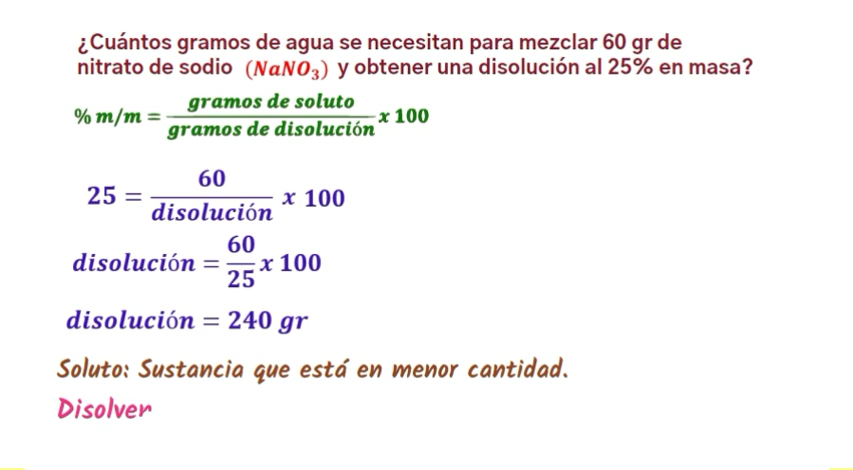 ¿Cuántos gramos de agua se necesitan para mezclar 60 gr de
nitrato de sodio (NaNO₃) y obtener una disolución al 25% en masa?
% m/m = gramos de soluto / gramos de disolución x 100
25 = 60 / disolución x 100
disolución = 60 / 25 x 100
disolución = 240 gr
Soluto: Sustancia que está en menor cantidad.
Disolver